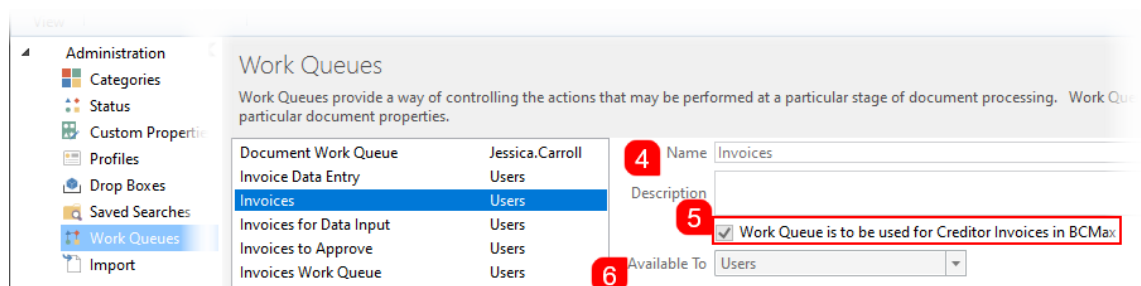 View
Administration
Categories
Status
Custom Propertie
Profiles
Drop Boxes
Saved Searches
Work Queues
Import
Work Queues
Work Queues provide a way of controlling the actions that may be performed at a particular stage of document processing. Work Que
particular document properties.
Document Work Queue Jessica.Carroll
Invoice Data Entry Users
Invoices Users
Invoices for Data Input Users
Invoices to Approve Users
Invoices Work Queue Users
4 Name Invoices
Description
5
Work Queue is to be used for Creditor Invoices in BCMax
6 Available To Users